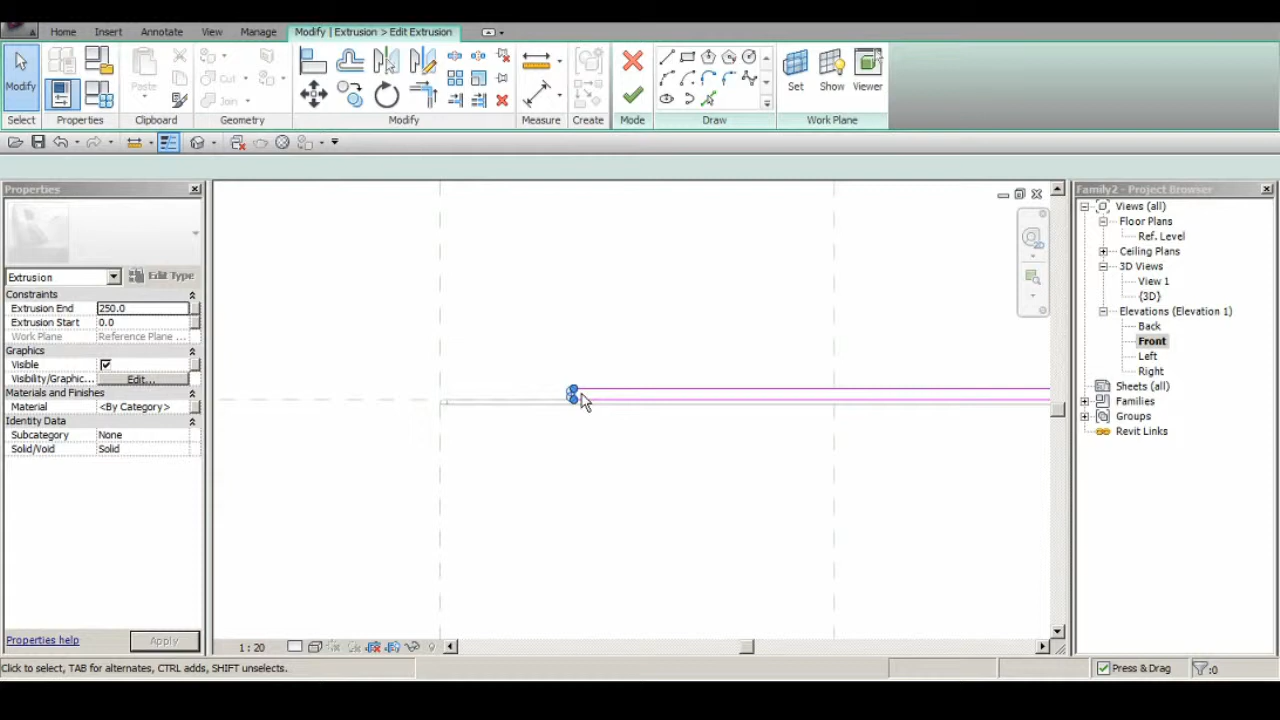 Home Insert Annotate View Manage Modify | Extrusion > Edit Extrusion
Modify Paste Cut Join Set Show Viewer
Select Properties Clipboard Geometry Modify Measure Create Mode Draw Work Plane
Properties
Extrusion Edit Type
Constraints
Extrusion End 250.0
Extrusion Start 0.0
Work Plane Reference Plane ...
Graphics
Visible
Visibility/Graphic... Edit...
Materials and Finishes
Material <By Category>
Identity Data
Subcategory None
Solid/Void Solid
Properties help Apply
1 : 20
Family2 - Project Browser
Views (all)
Floor Plans
Ref. Level
Ceiling Plans
3D Views
View 1
{3D}
Elevations (Elevation 1)
Back
Front
Left
Right
Sheets (all)
Families
Groups
Revit Links
Click to select, TAB for alternates, CTRL adds, SHIFT unselects. Press & Drag :0